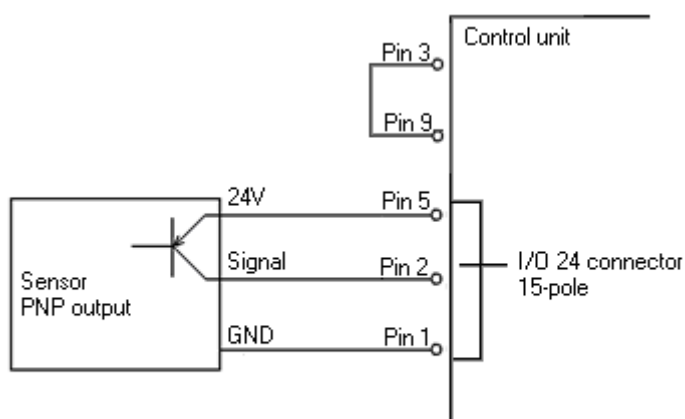 Control unit
Pin 3
Pin 9
24V
Pin 5
Signal
Pin 2
GND
Pin 1
Sensor
PNP output
I/O 24 connector
15-pole